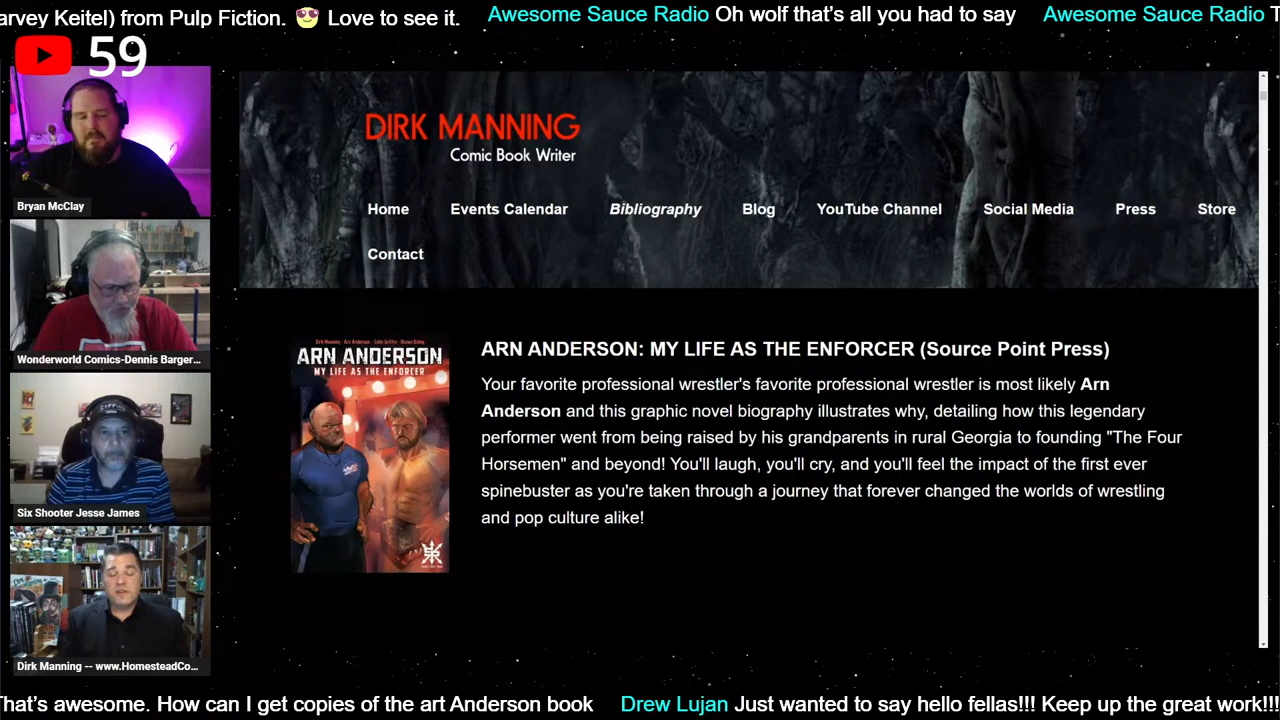 arvey Keitel) from Pulp Fiction. 😍 Love to see it. Awesome Sauce Radio Oh wolf that's all you had to say Awesome Sauce Radio T
59
Bryan McClay
Wonderworld Comics-Dennis Barger...
Six Shooter Jesse James
Dirk Manning -- www.HomesteadCo...
DIRK MANNING
Comic Book Writer
Home Events Calendar Bibliography Blog YouTube Channel Social Media Press Store
Contact
Dirk Manning · Arn Anderson · Colin Griffin · Shawn Daley
ARN ANDERSON
MY LIFE AS THE ENFORCER
ARN ANDERSON: MY LIFE AS THE ENFORCER (Source Point Press)
Your favorite professional wrestler's favorite professional wrestler is most likely Arn
Anderson and this graphic novel biography illustrates why, detailing how this legendary
performer went from being raised by his grandparents in rural Georgia to founding "The Four
Horsemen" and beyond! You'll laugh, you'll cry, and you'll feel the impact of the first ever
spinebuster as you're taken through a journey that forever changed the worlds of wrestling
and pop culture alike!
That's awesome. How can I get copies of the art Anderson book Drew Lujan Just wanted to say hello fellas!!! Keep up the great work!!!